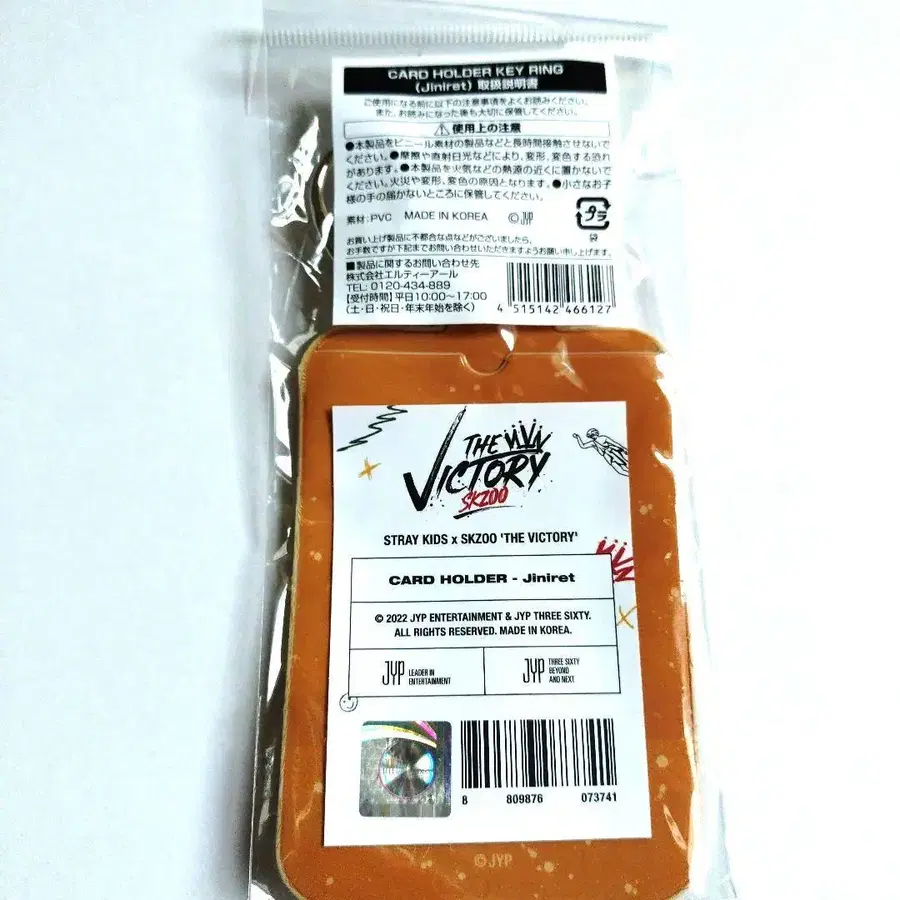 CARD HOLDER KEY RING
(Jiniret) 取扱説明書
ご使用になる前に以下の注意事項をよくお読みください。
また、お読みになった後も大切に保管してください。
⚠使用上の注意
●本製品をビニール素材の製品などと長時間接触させないで
ください。●摩擦や直射日光などにより、変形、変色する恐れ
があります。●本製品を火気などの熱源の近くに置かないで
ください。火災や変形、変色の原因となります。●小さなお子
様の手の届かないところに保管してください。
素材:PVC MADE IN KOREA ©JYP
プラ
袋
お買い上げ製品に不都合な点などがございましたら、
お手数ですが下記までお問い合わせいただきますようお願い申し上げます。
■製品に関するお問い合わせ先
株式会社エルティーアール
TEL: 0120-434-889
【受付時間】平日10:00~17:00
(土・日・祝日・年末年始を除く)
4 515142 466127
THE
VICTORY
SKZOO
STRAY KIDS x SKZOO 'THE VICTORY'
CARD HOLDER - Jiniret
© 2022 JYP ENTERTAINMENT & JYP THREE SIXTY.
ALL RIGHTS RESERVED. MADE IN KOREA.
JYP LEADER IN
ENTERTAINMENT
JYP THREE SIXTY
BEYOND
AND NEXT
8 809876 073741
©JYP